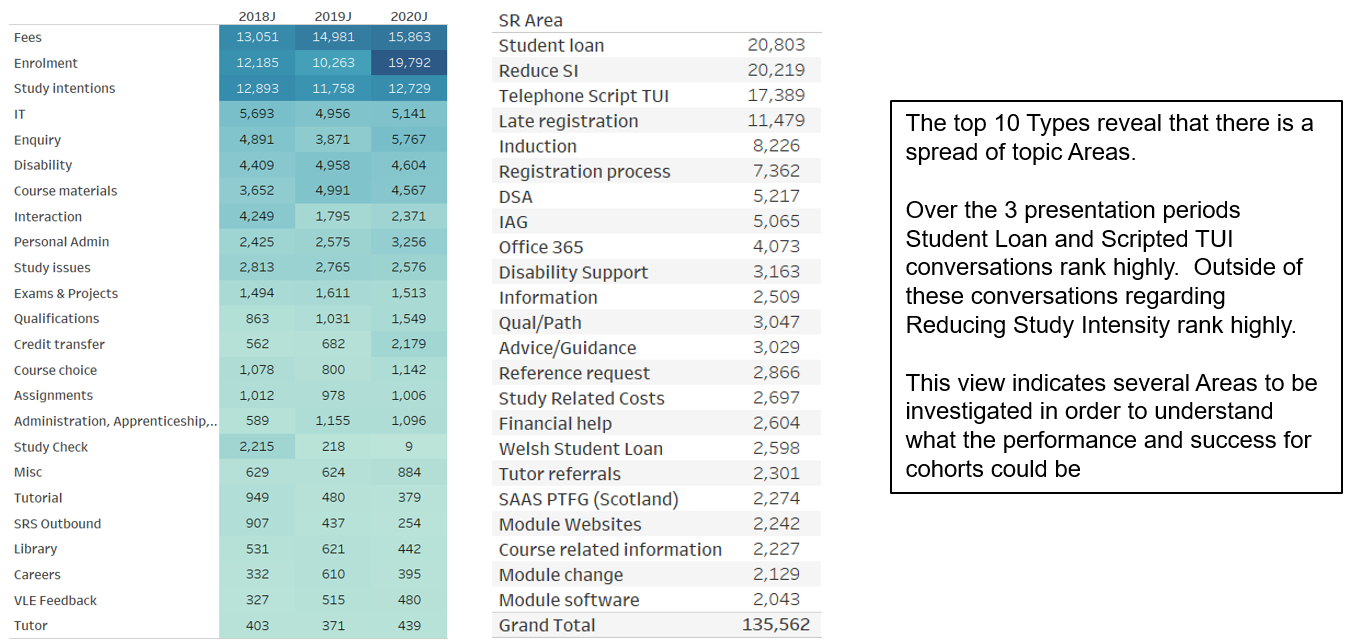 2018J 2019J 2020J
Fees 13,051 14,981 15,863
Enrolment 12,185 10,263 19,792
Study intentions 12,893 11,758 12,729
IT 5,693 4,956 5,141
Enquiry 4,891 3,871 5,767
Disability 4,409 4,958 4,604
Course materials 3,652 4,991 4,567
Interaction 4,249 1,795 2,371
Personal Admin 2,425 2,575 3,256
Study issues 2,813 2,765 2,576
Exams & Projects 1,494 1,611 1,513
Qualifications 863 1,031 1,549
Credit transfer 562 682 2,179
Course choice 1,078 800 1,142
Assignments 1,012 978 1,006
Administration, Apprenticeship,.. 589 1,155 1,096
Study Check 2,215 218 9
Misc 629 624 884
Tutorial 949 480 379
SRS Outbound 907 437 254
Library 531 621 442
Careers 332 610 395
VLE Feedback 327 515 480
Tutor 403 371 439
SR Area
Student loan 20,803
Reduce SI 20,219
Telephone Script TUI 17,389
Late registration 11,479
Induction 8,226
Registration process 7,362
DSA 5,217
IAG 5,065
Office 365 4,073
Disability Support 3,163
Information 2,509
Qual/Path 3,047
Advice/Guidance 3,029
Reference request 2,866
Study Related Costs 2,697
Financial help 2,604
Welsh Student Loan 2,598
Tutor referrals 2,301
SAAS PTFG (Scotland) 2,274
Module Websites 2,242
Course related information 2,227
Module change 2,129
Module software 2,043
Grand Total 135,562
The top 10 Types reveal that there is a
spread of topic Areas.
Over the 3 presentation periods
Student Loan and Scripted TUI
conversations rank highly. Outside of
these conversations regarding
Reducing Study Intensity rank highly.
This view indicates several Areas to be
investigated in order to understand
what the performance and success for
cohorts could be